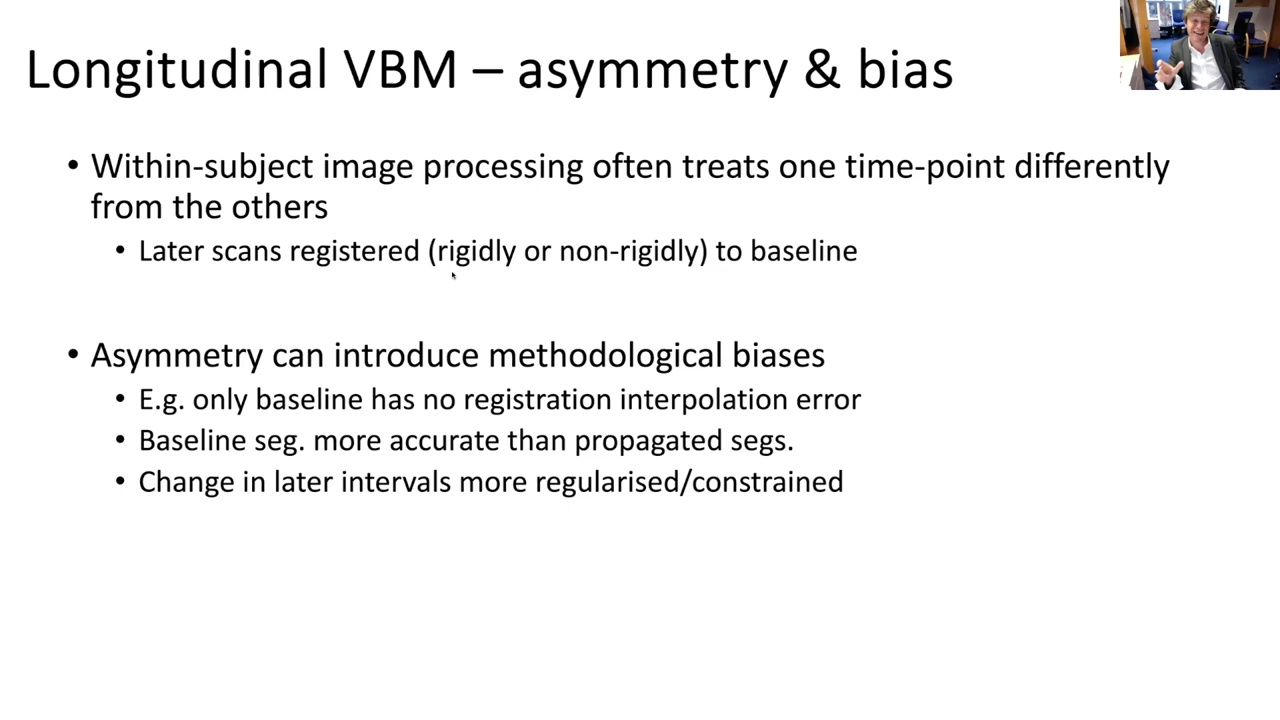 Longitudinal VBM – asymmetry & bias
• Within-subject image processing often treats one time-point differently
from the others
• Later scans registered (rigidly or non-rigidly) to baseline
• Asymmetry can introduce methodological biases
• E.g. only baseline has no registration interpolation error
• Baseline seg. more accurate than propagated segs.
• Change in later intervals more regularised/constrained